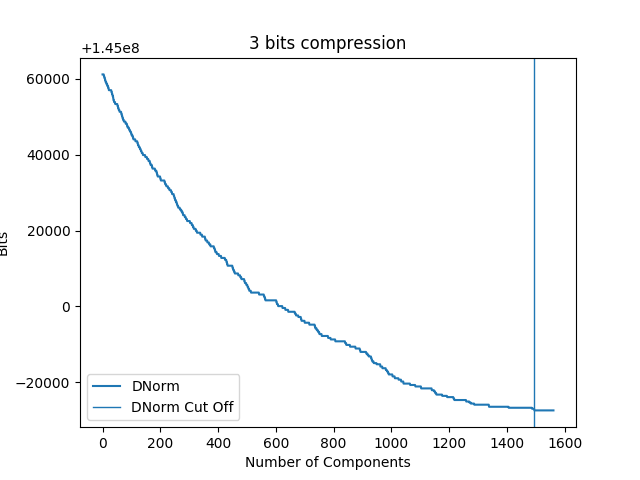 3 bits compression
+1.45e8
60000
40000
20000
0
−20000
Bits
DNorm
DNorm Cut Off
0 200 400 600 800 1000 1200 1400 1600
Number of Components